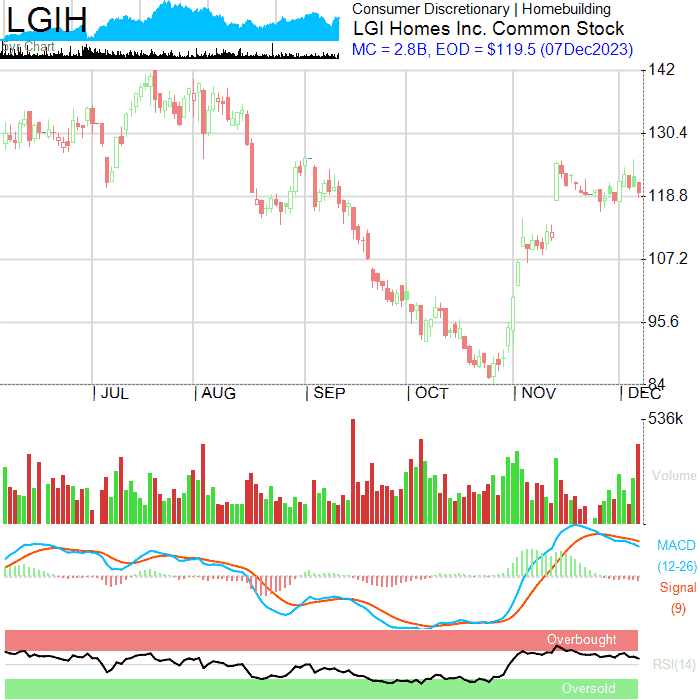 LGIH
Consumer Discretionary | Homebuilding
LGI Homes Inc. Common Stock
MC = 2.8B, EOD = $119.5 (07Dec2023)
Chart
142
130.4
118.8
107.2
95.6
84
| JUL | AUG | SEP | OCT | NOV | DEC
536k
Volume
MACD
(12-26)
Signal
(9)
Overbought
RSI(14)
Oversold